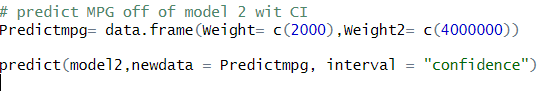 # predict MPG off of model 2 wit CI
Predictmpg= data.frame(Weight= c(2000),Weight2= c(4000000))
predict(model2,newdata = Predictmpg, interval = "confidence")